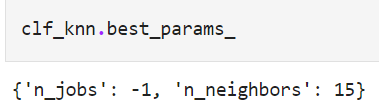 clf_knn.best_params_
{'n_jobs': -1, 'n_neighbors': 15}